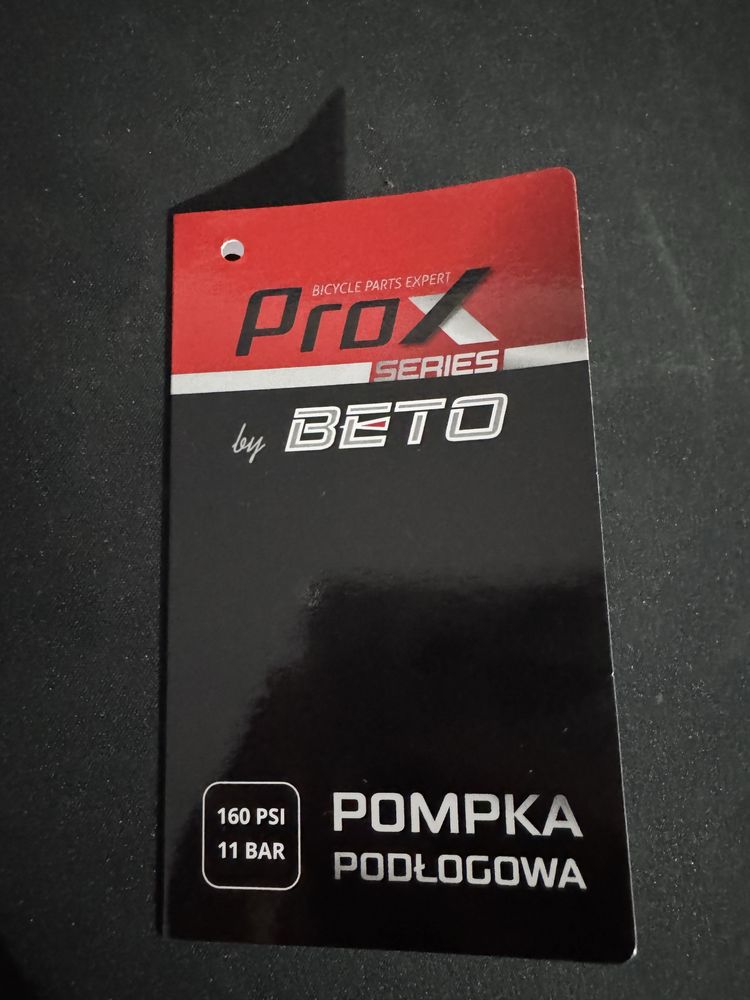 BICYCLE PARTS EXPERT
ProX
SERIES
by BETO
160 PSI
11 BAR
POMPKA
PODŁOGOWA